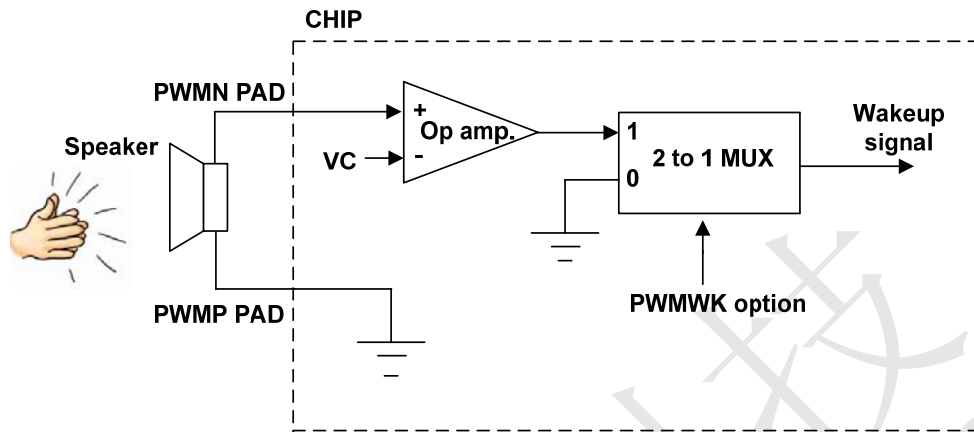 CHIP
PWMN PAD
Speaker
+
Op amp.
VC
-
1
2 to 1 MUX
0
Wakeup
signal
PWMP PAD
PWMWK option